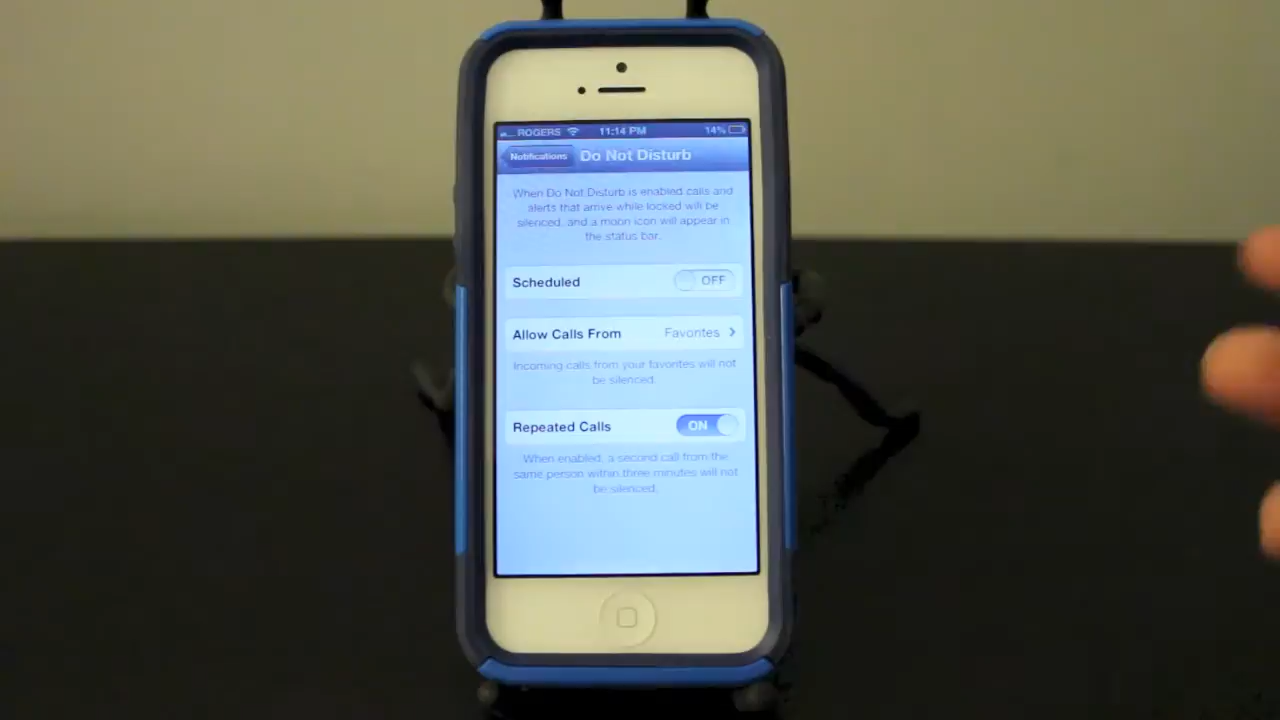 ROGERS 11:14 PM 14%
Notifications Do Not Disturb
When Do Not Disturb is enabled calls and
alerts that arrive while locked will be
silenced, and a moon icon will appear in
the status bar.
Scheduled OFF
Allow Calls From Favorites
Incoming calls from your favorites will not
be silenced.
Repeated Calls ON
When enabled, a second call from the
same person within three minutes will not
be silenced.